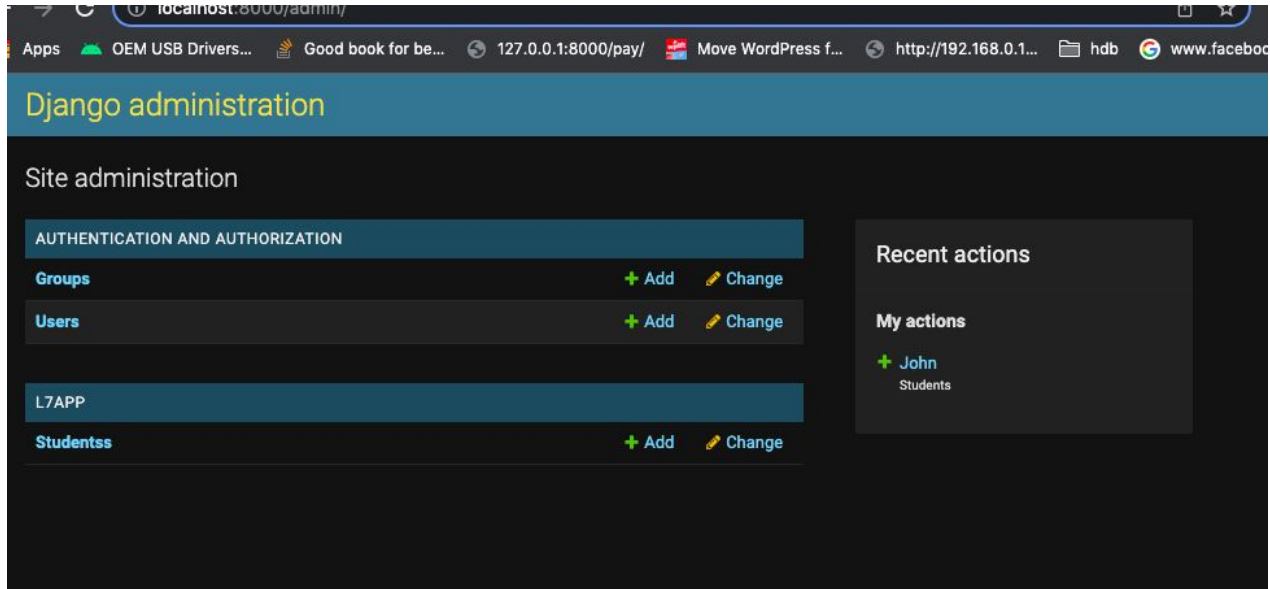 localhost:8000/admin/
Apps OEM USB Drivers... Good book for be... 127.0.0.1:8000/pay/ Move WordPress f... http://192.168.0.1... hdb www.faceboo
Django administration
Site administration
AUTHENTICATION AND AUTHORIZATION
Groups Add Change
Users Add Change
L7APP
Studentss Add Change
Recent actions
My actions
John
Students